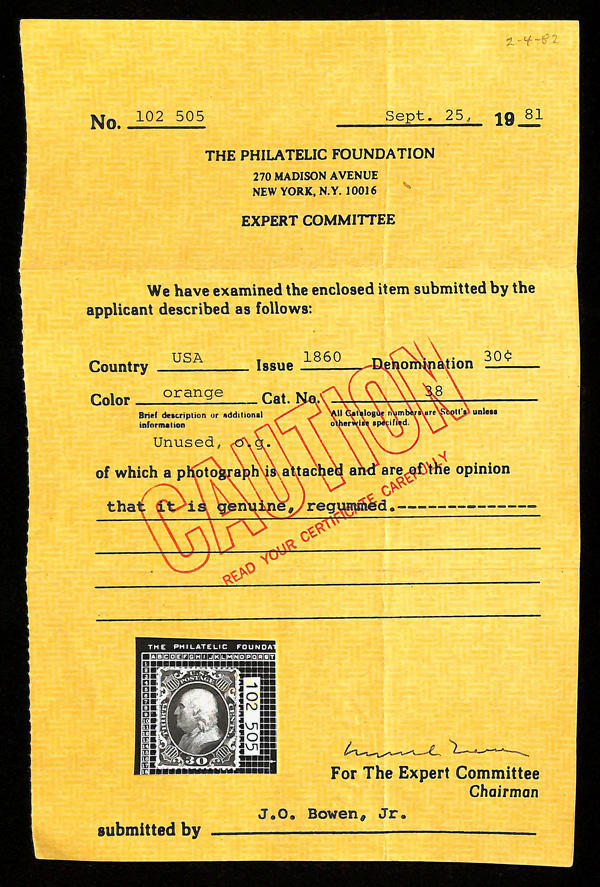 2-4-82
No. 102 505 Sept. 25, 19 81
THE PHILATELIC FOUNDATION
270 MADISON AVENUE
NEW YORK, N.Y. 10016
EXPERT COMMITTEE
We have examined the enclosed item submitted by the
applicant described as follows:
Country USA Issue 1860 Denomination 30¢
Color orange Cat. No. 38
Brief description or additional
information
All Catalogue numbers are Scott's unless
otherwise specified.
Unused, o.g.
of which a photograph is attached and are of the opinion
that it is genuine, regummed.---------------
CAUTION
READ YOUR CERTIFICATE CAREFULLY
THE PHILATELIC FOUNDAT
ABCDEFGHIJKLMNOPQRST
U.S.
POSTAGE
THIRTY CENTS
30
102 505
For The Expert Committee
Chairman
J.O. Bowen, Jr.
submitted by